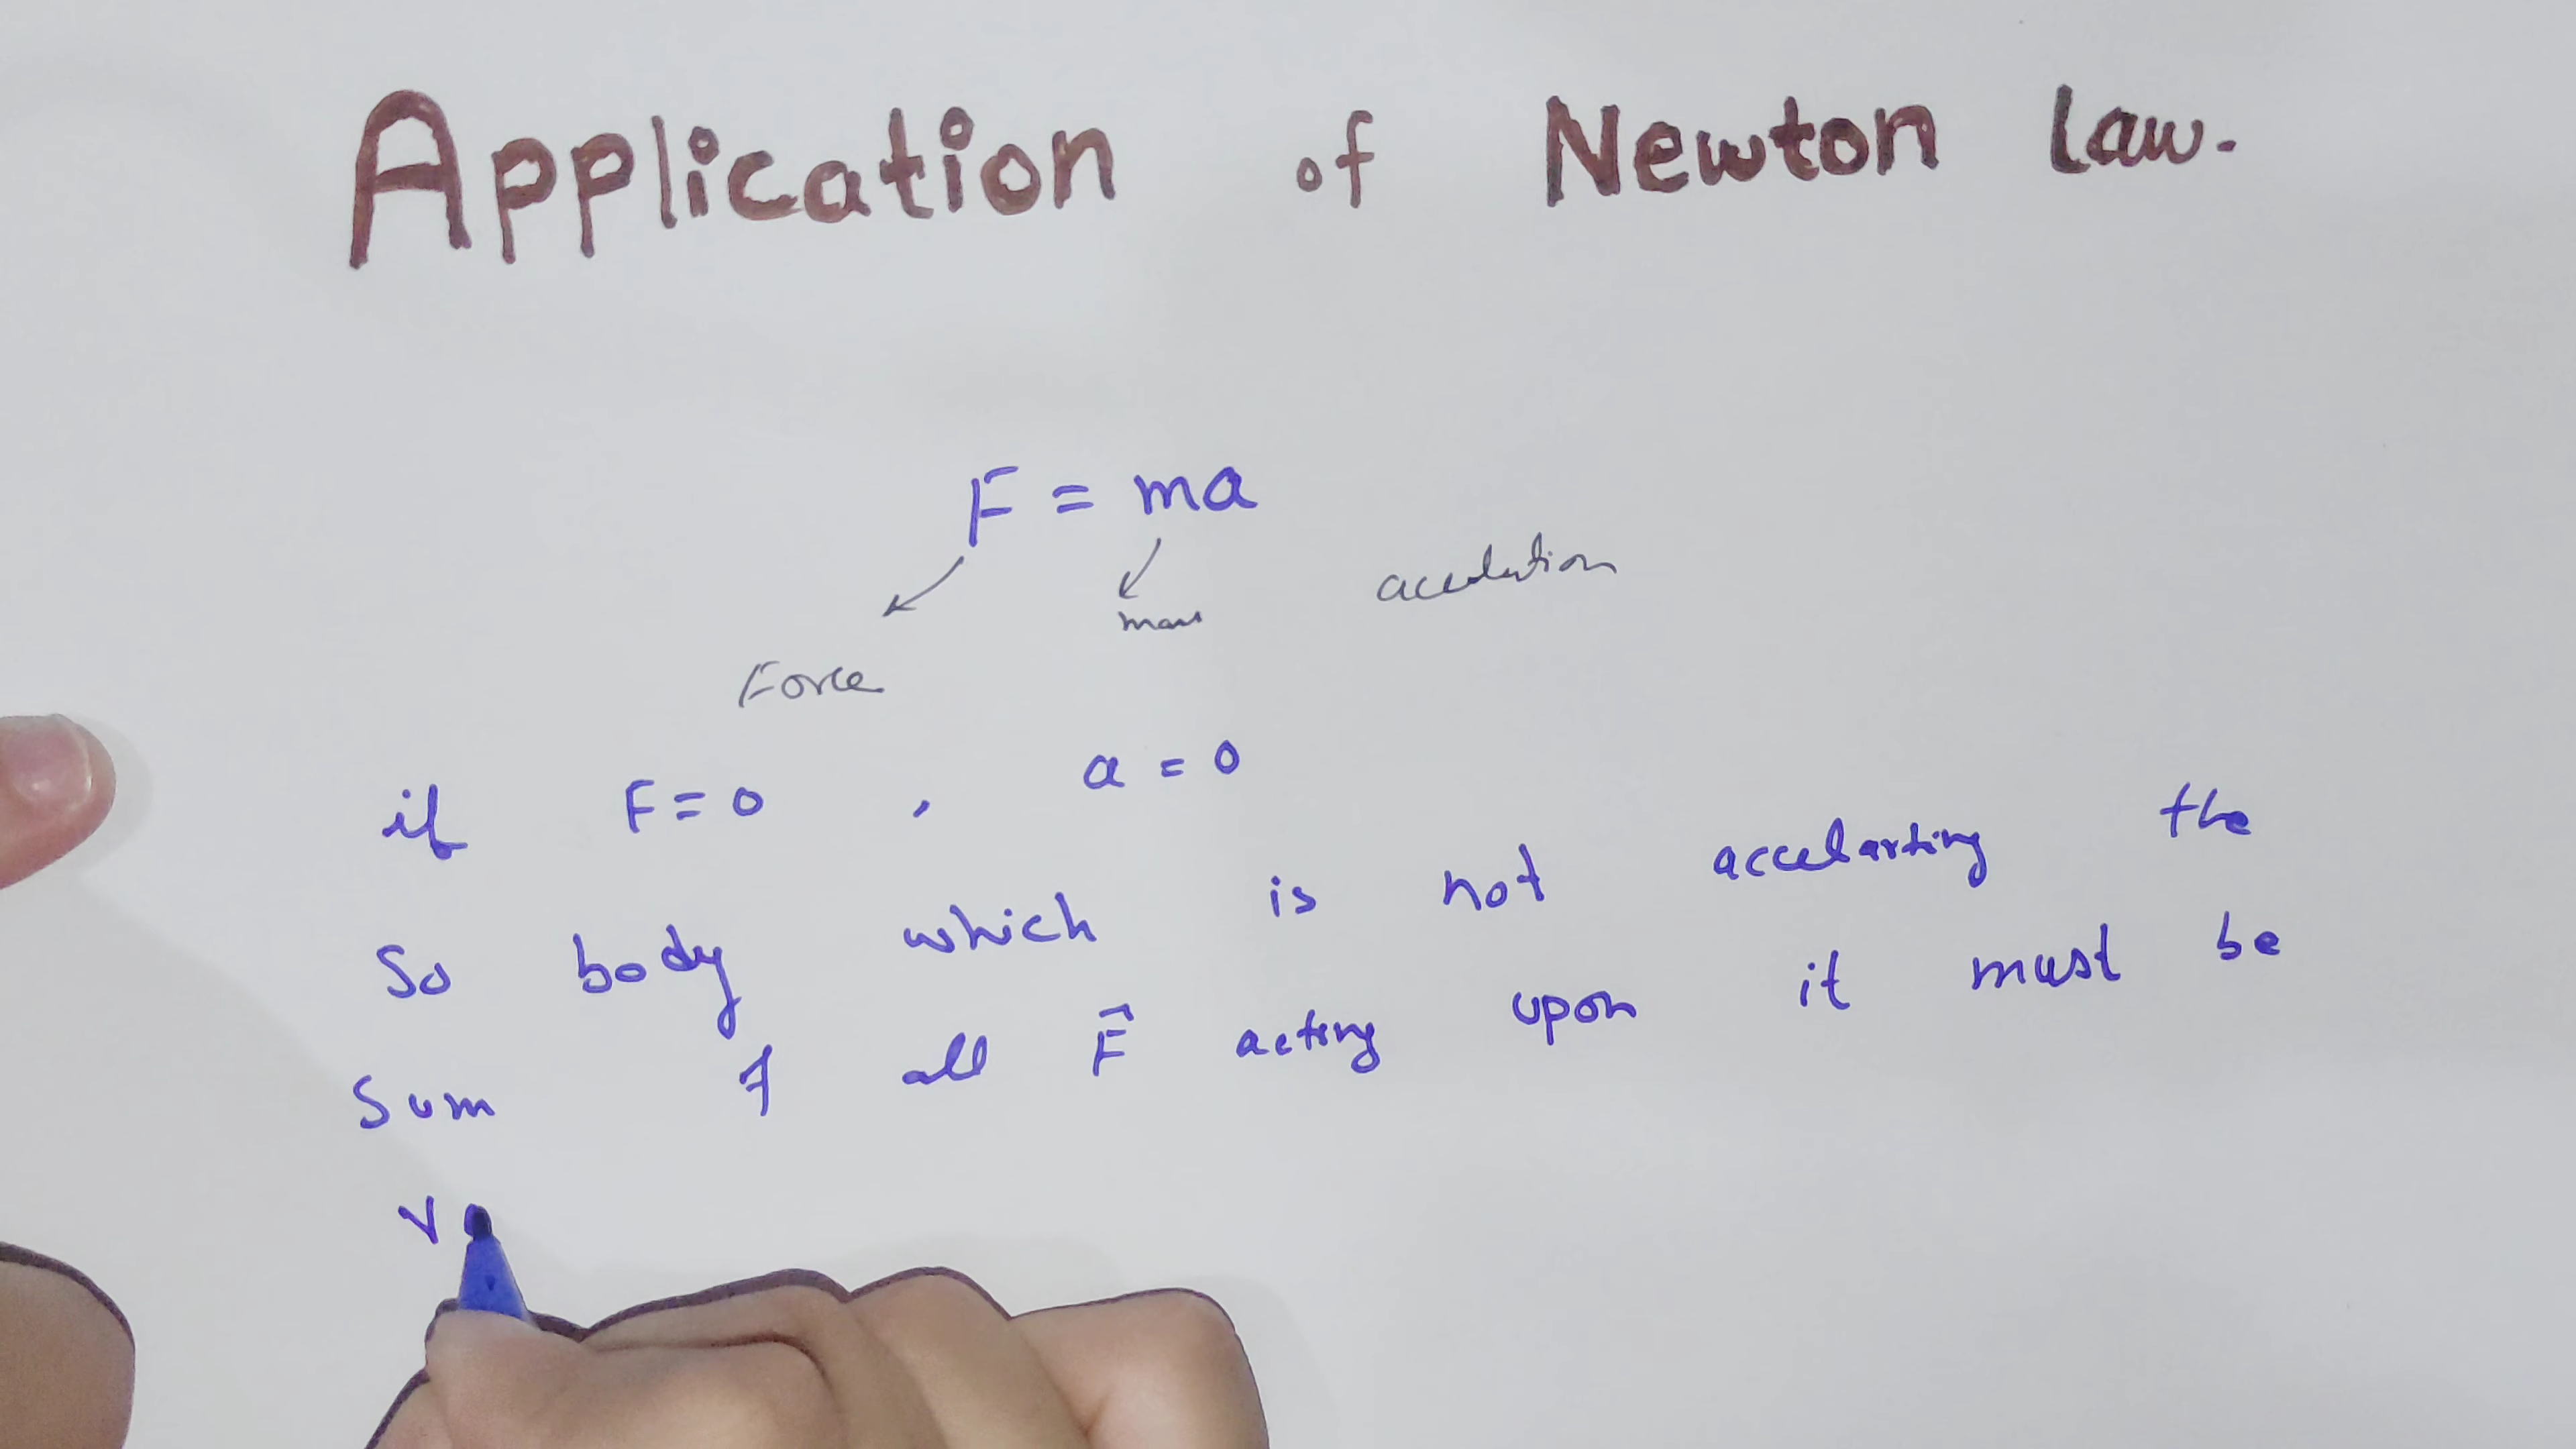 Application of Newton Law.
F = ma
acceleration
mass
Force
if F = 0 , a = 0
So body which is not accelarting the
sum of all F⃗ acting upon it must be